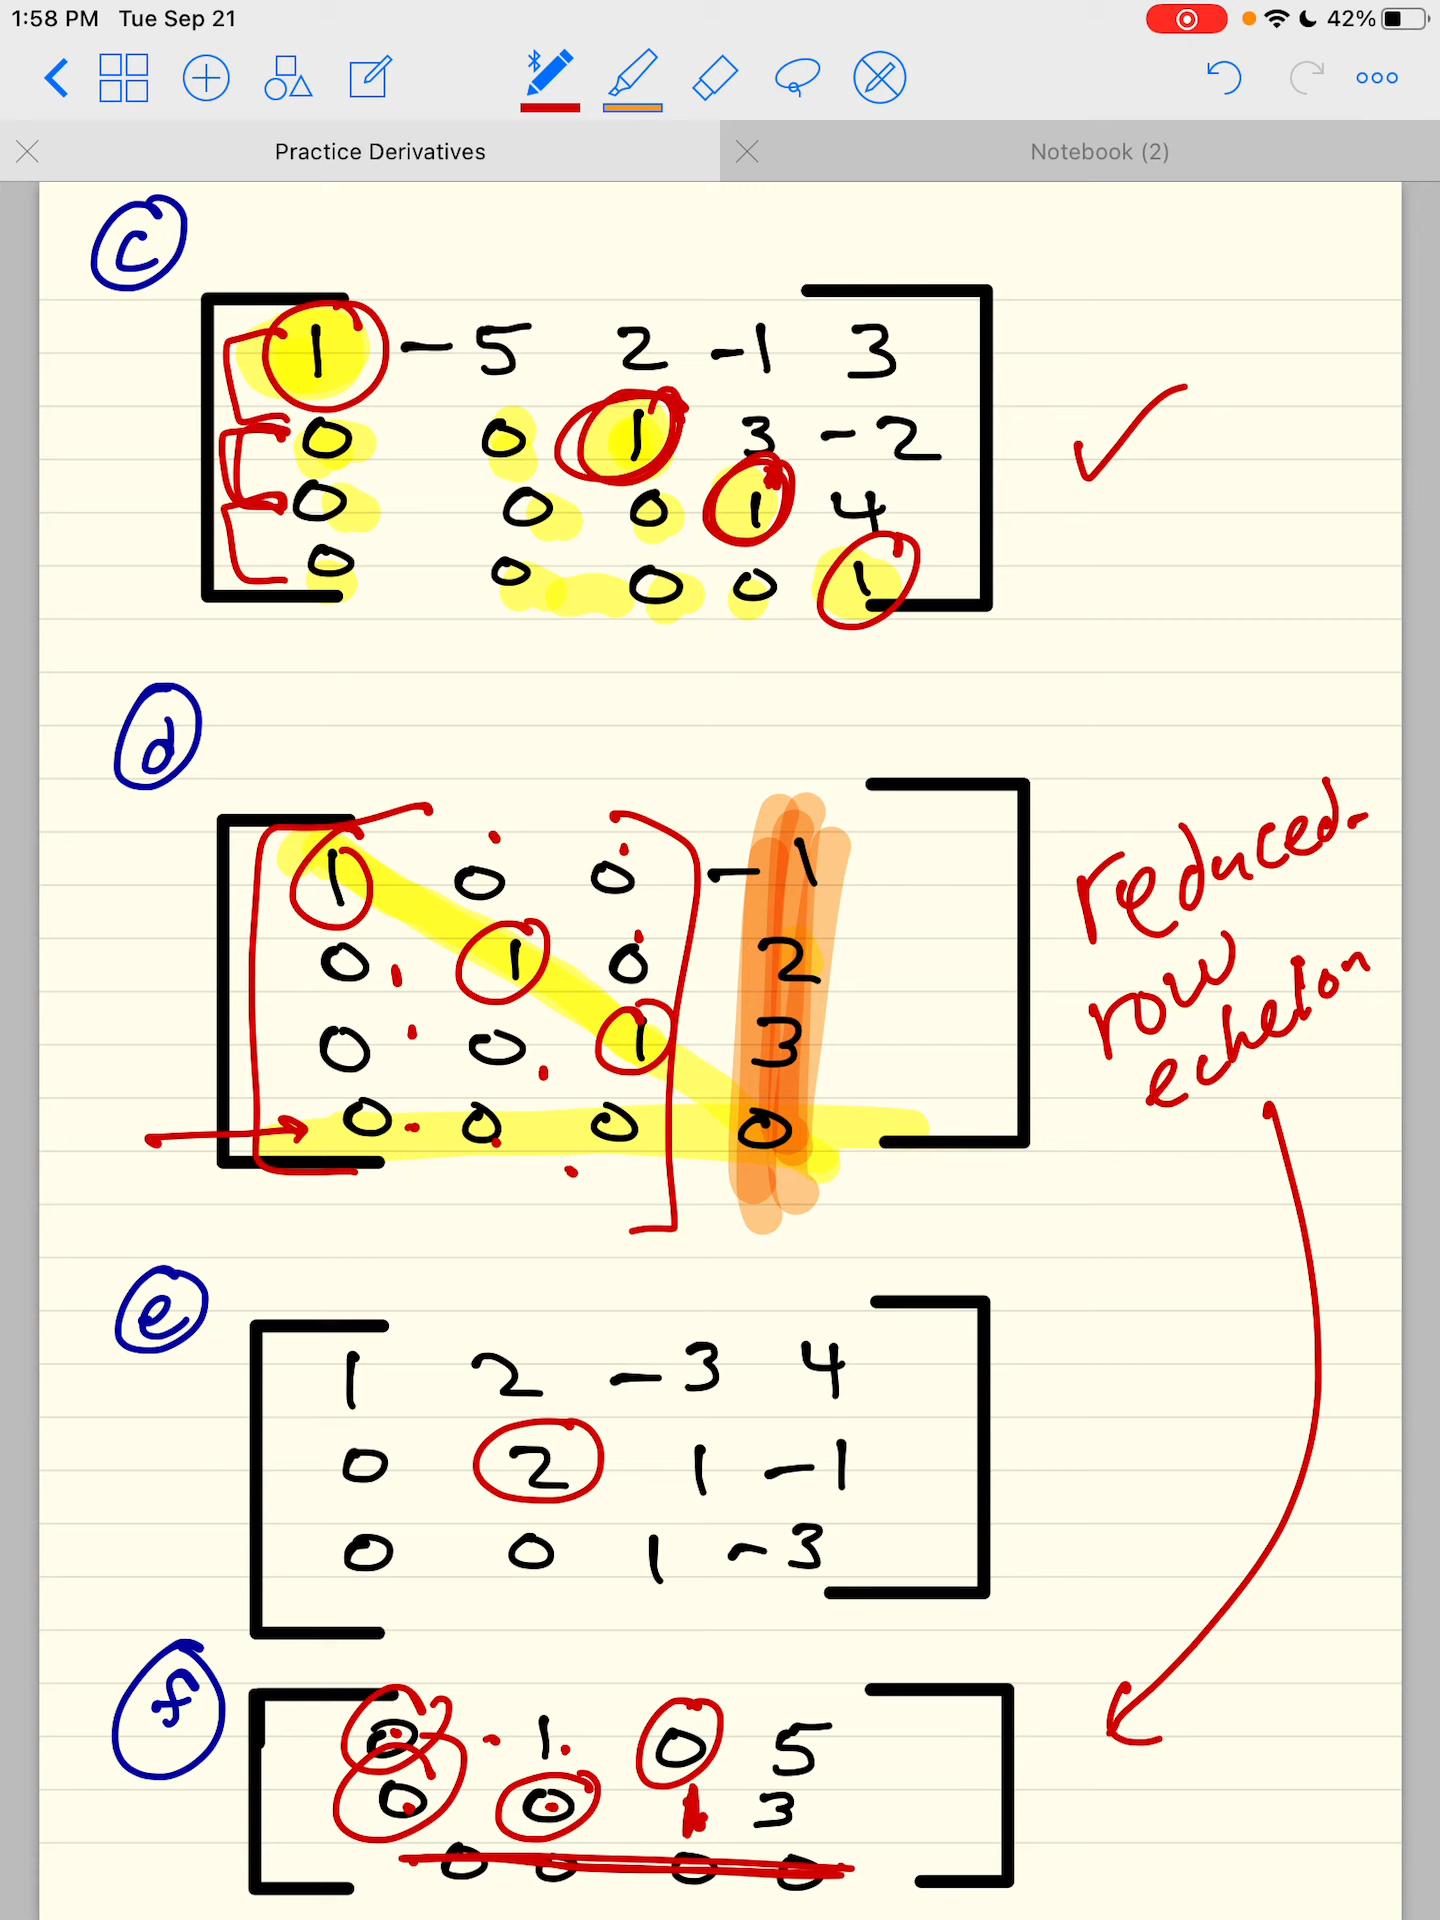 1:58 PM Tue Sep 21
42%
Practice Derivatives
Notebook (2)
c
1 -5 2 -1 3
0 0 1 3 -2
0 0 0 1 4
0 0 0 0 1
d
1 0 0 -1
0 1 0 2
0 0 1 3
0 0 0 0
reduced-
row
echelon
e
1 2 -3 4
0 2 1 -1
0 0 1 -3
f
0 1 0 5
0 0 1 3
0 0 0 0